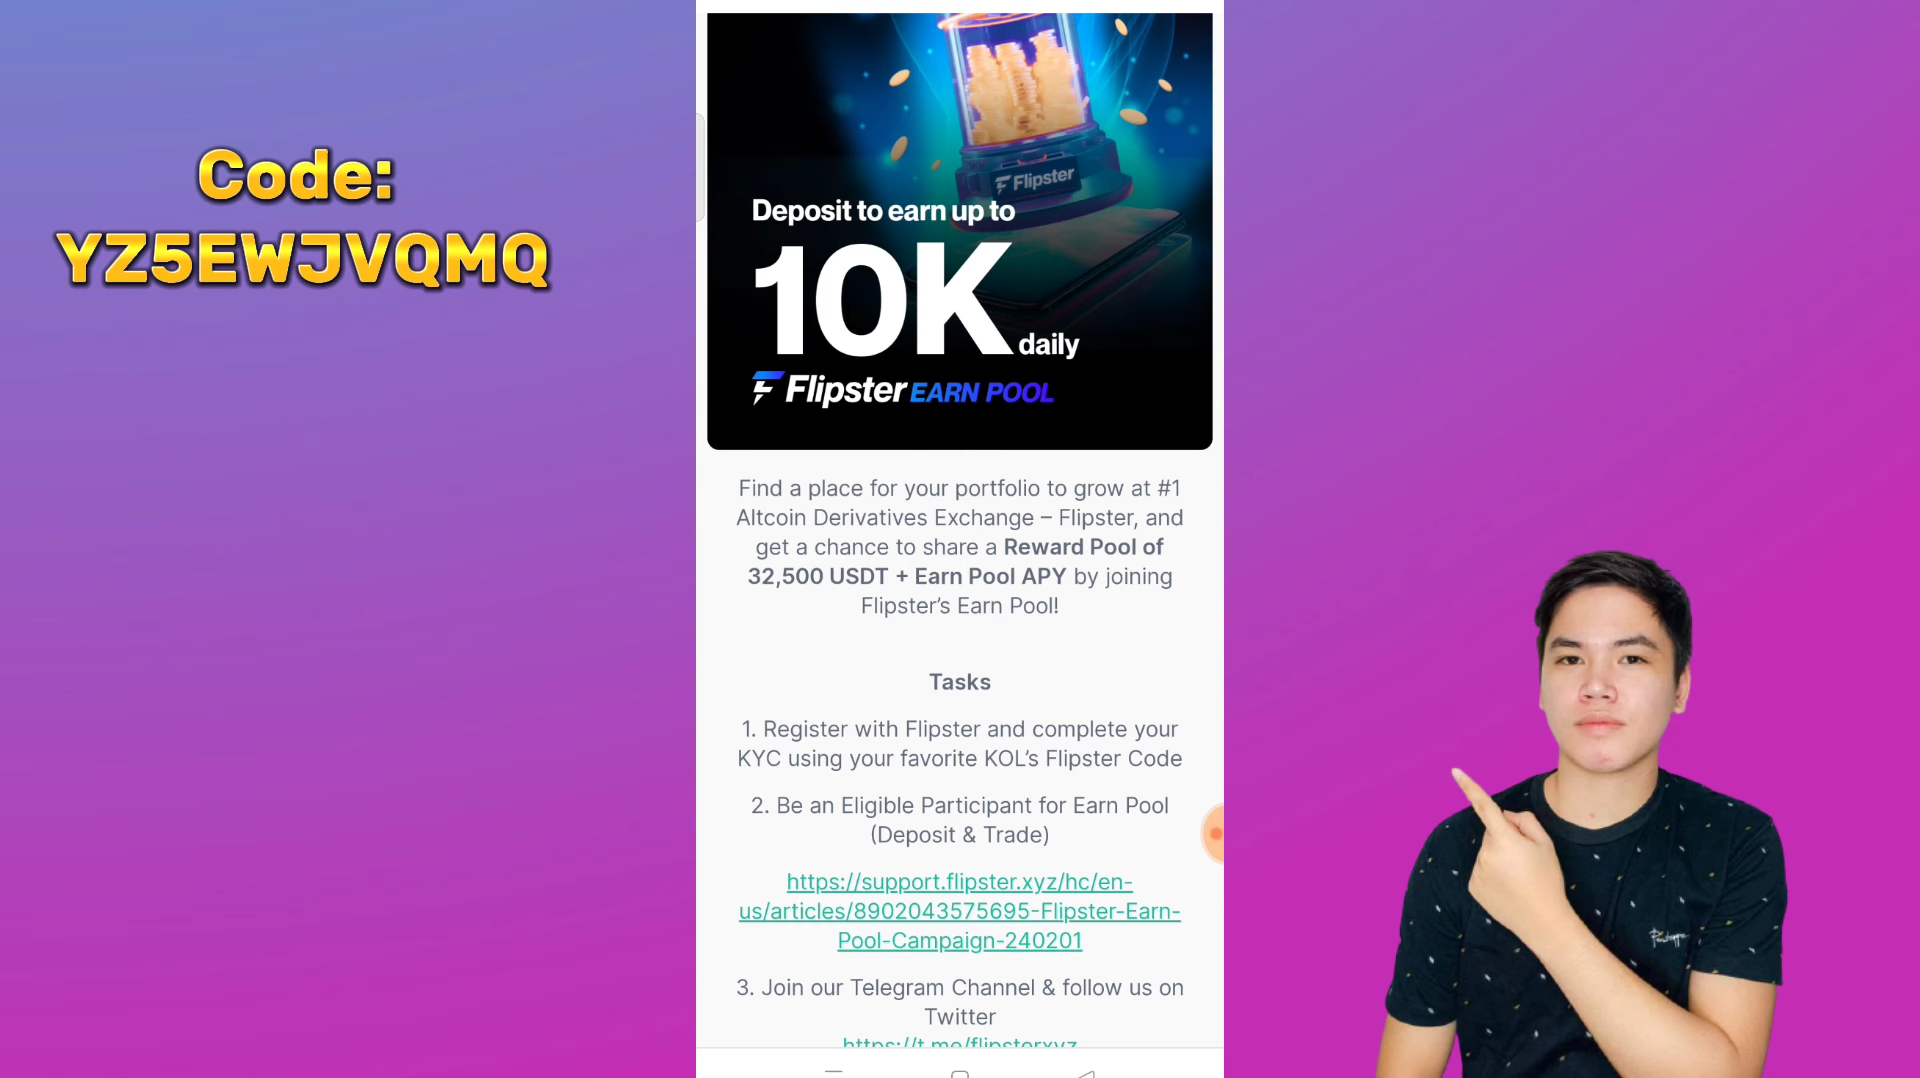 Code:
YZ5EWJVQMQ
Flipster
Deposit to earn up to
10K daily
Flipster EARN POOL
Find a place for your portfolio to grow at #1
Altcoin Derivatives Exchange – Flipster, and
get a chance to share a Reward Pool of
32,500 USDT + Earn Pool APY by joining
Flipster’s Earn Pool!
Tasks
1. Register with Flipster and complete your
KYC using your favorite KOL’s Flipster Code
2. Be an Eligible Participant for Earn Pool
(Deposit & Trade)
https://support.flipster.xyz/hc/en-
us/articles/8902043575695-Flipster-Earn-
Pool-Campaign-240201
3. Join our Telegram Channel & follow us on
Twitter
https://t.me/flipsterxyz